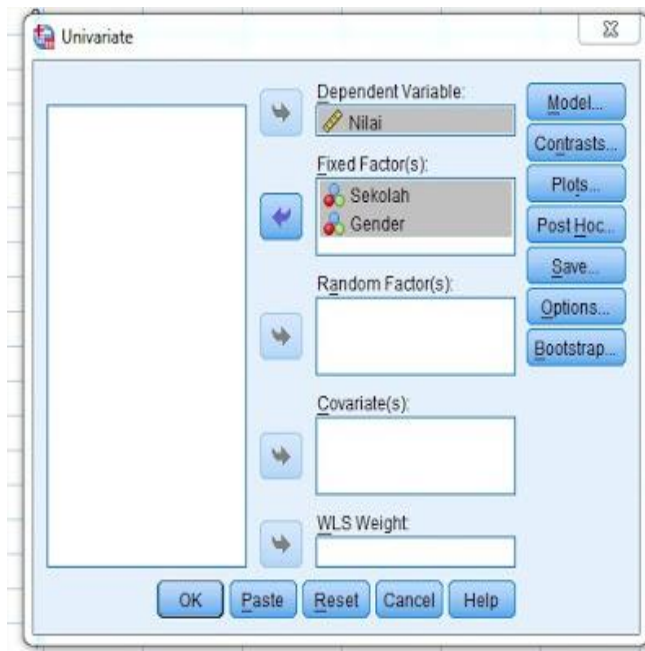 Univariate
Dependent Variable:
Nilai
Fixed Factor(s):
Sekolah
Gender
Random Factor(s):
Covariate(s):
WLS Weight:
Model...
Contrasts...
Plots...
Post Hoc...
Save...
Options...
Bootstrap...
OK Paste Reset Cancel Help